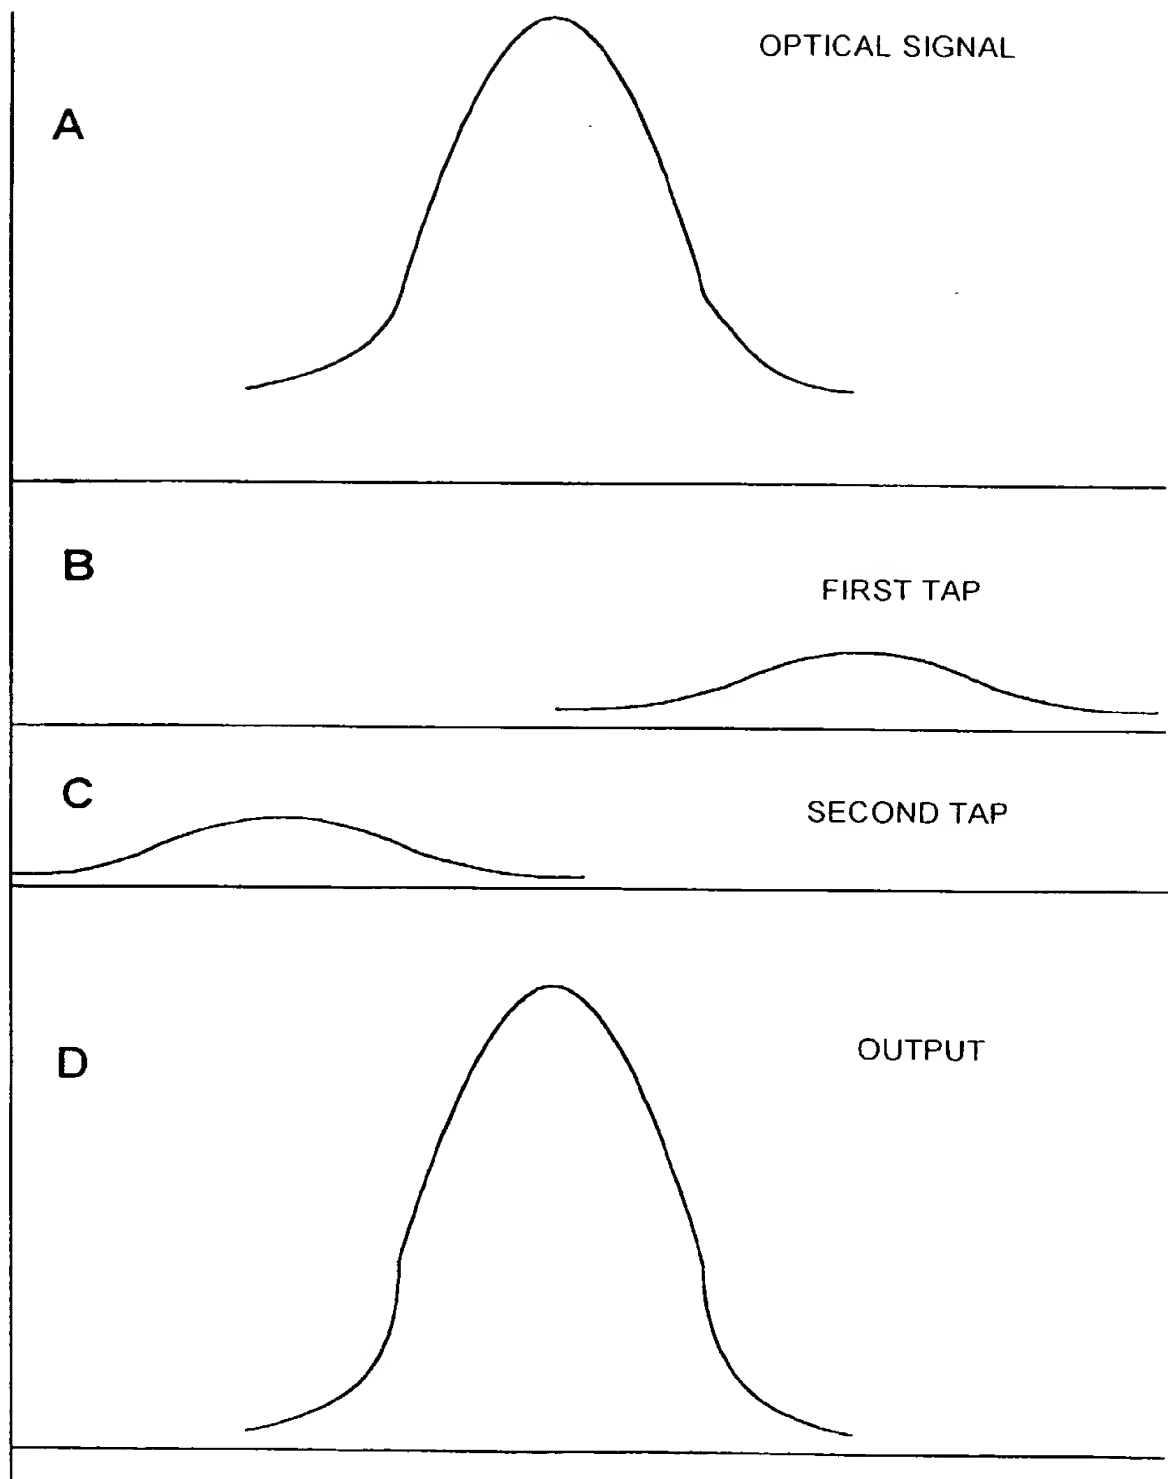 OPTICAL SIGNAL
A
B
FIRST TAP
C
SECOND TAP
OUTPUT
D